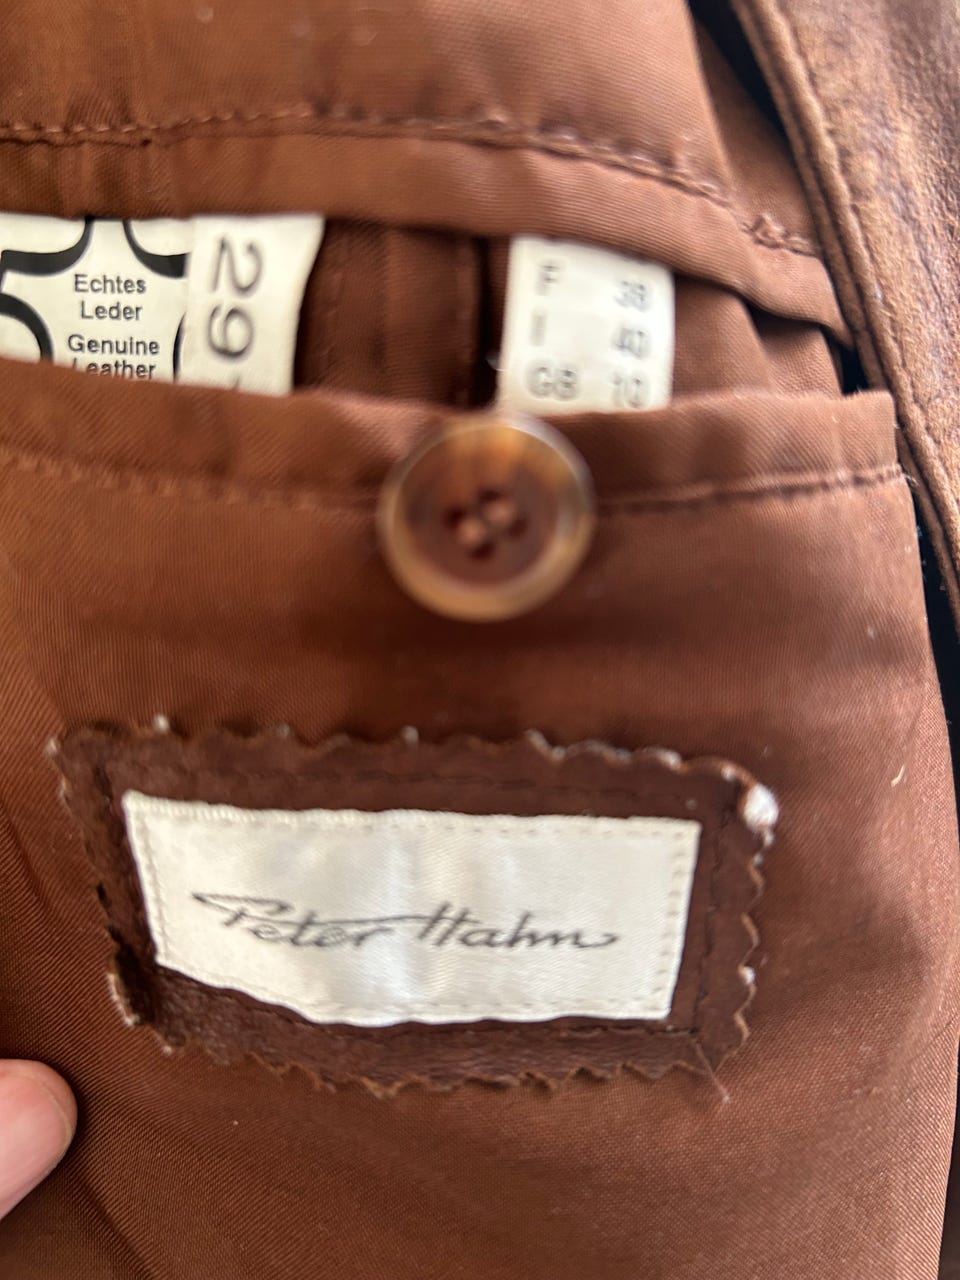 Echtes
Leder
Genuine
Leather
29
F 38
I 40
GB 10
Peter Hahn